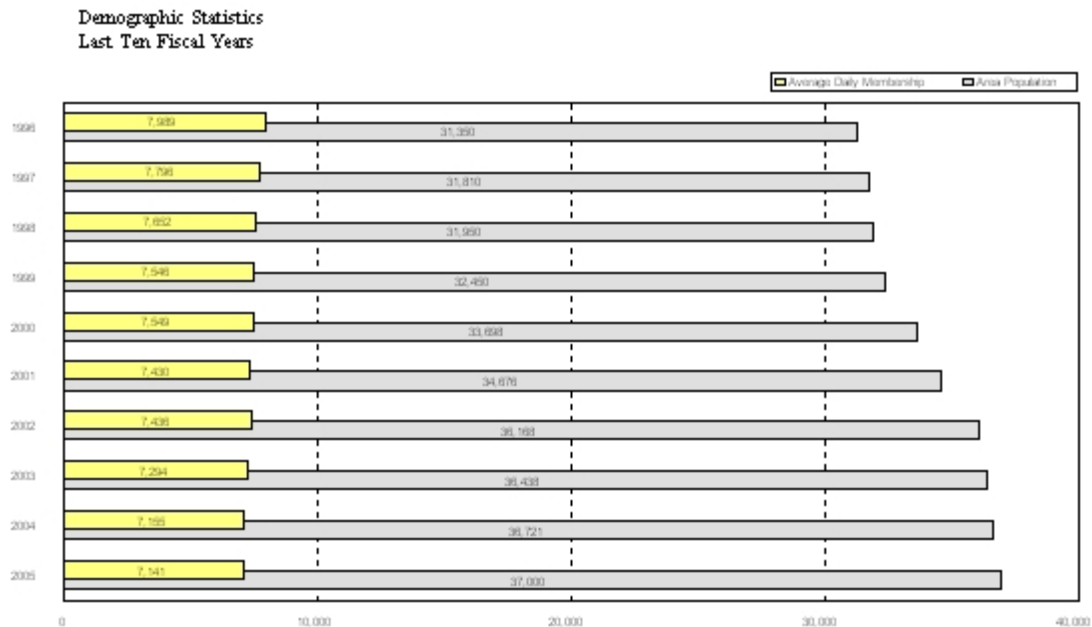 Demographic Statistics
Last Ten Fiscal Years
Average Daily Membership Area Population
1996 7,989 31,350
1997 7,796 31,810
1998 7,652 31,950
1999 7,546 32,450
2000 7,549 33,698
2001 7,430 34,676
2002 7,436 36,168
2003 7,294 36,438
2004 7,155 36,721
2005 7,141 37,000
0 10,000 20,000 30,000 40,000